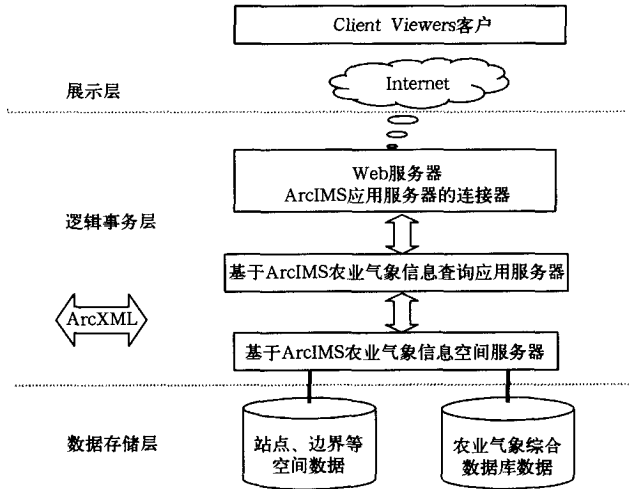 Client Viewers客户
Internet
展示层
Web服务器
ArcIMS应用服务器的连接器
逻辑事务层
基于ArcIMS农业气象信息查询应用服务器
ArcXML
基于ArcIMS农业气象信息空间服务器
数据存储层
站点、边界等
空间数据
农业气象综合
数据库数据